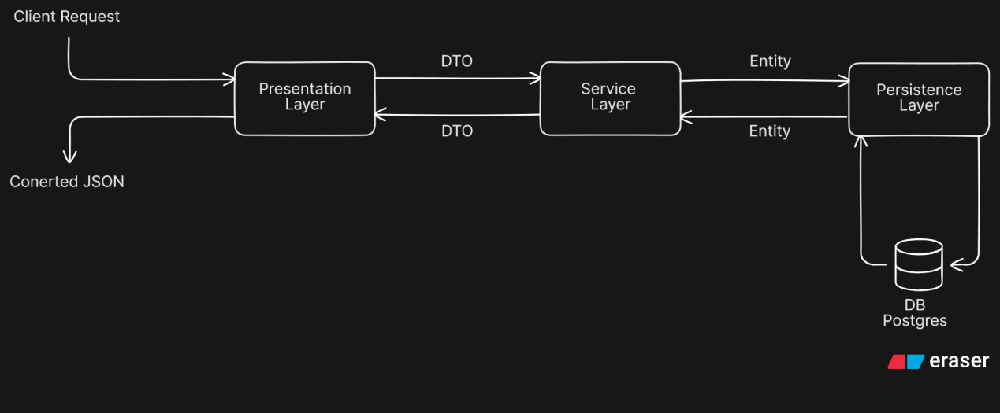 Client Request
DTO
Entity
Presentation
Layer
Service
Layer
Persistence
Layer
DTO
Entity
Conerted JSON
DB
Postgres
eraser